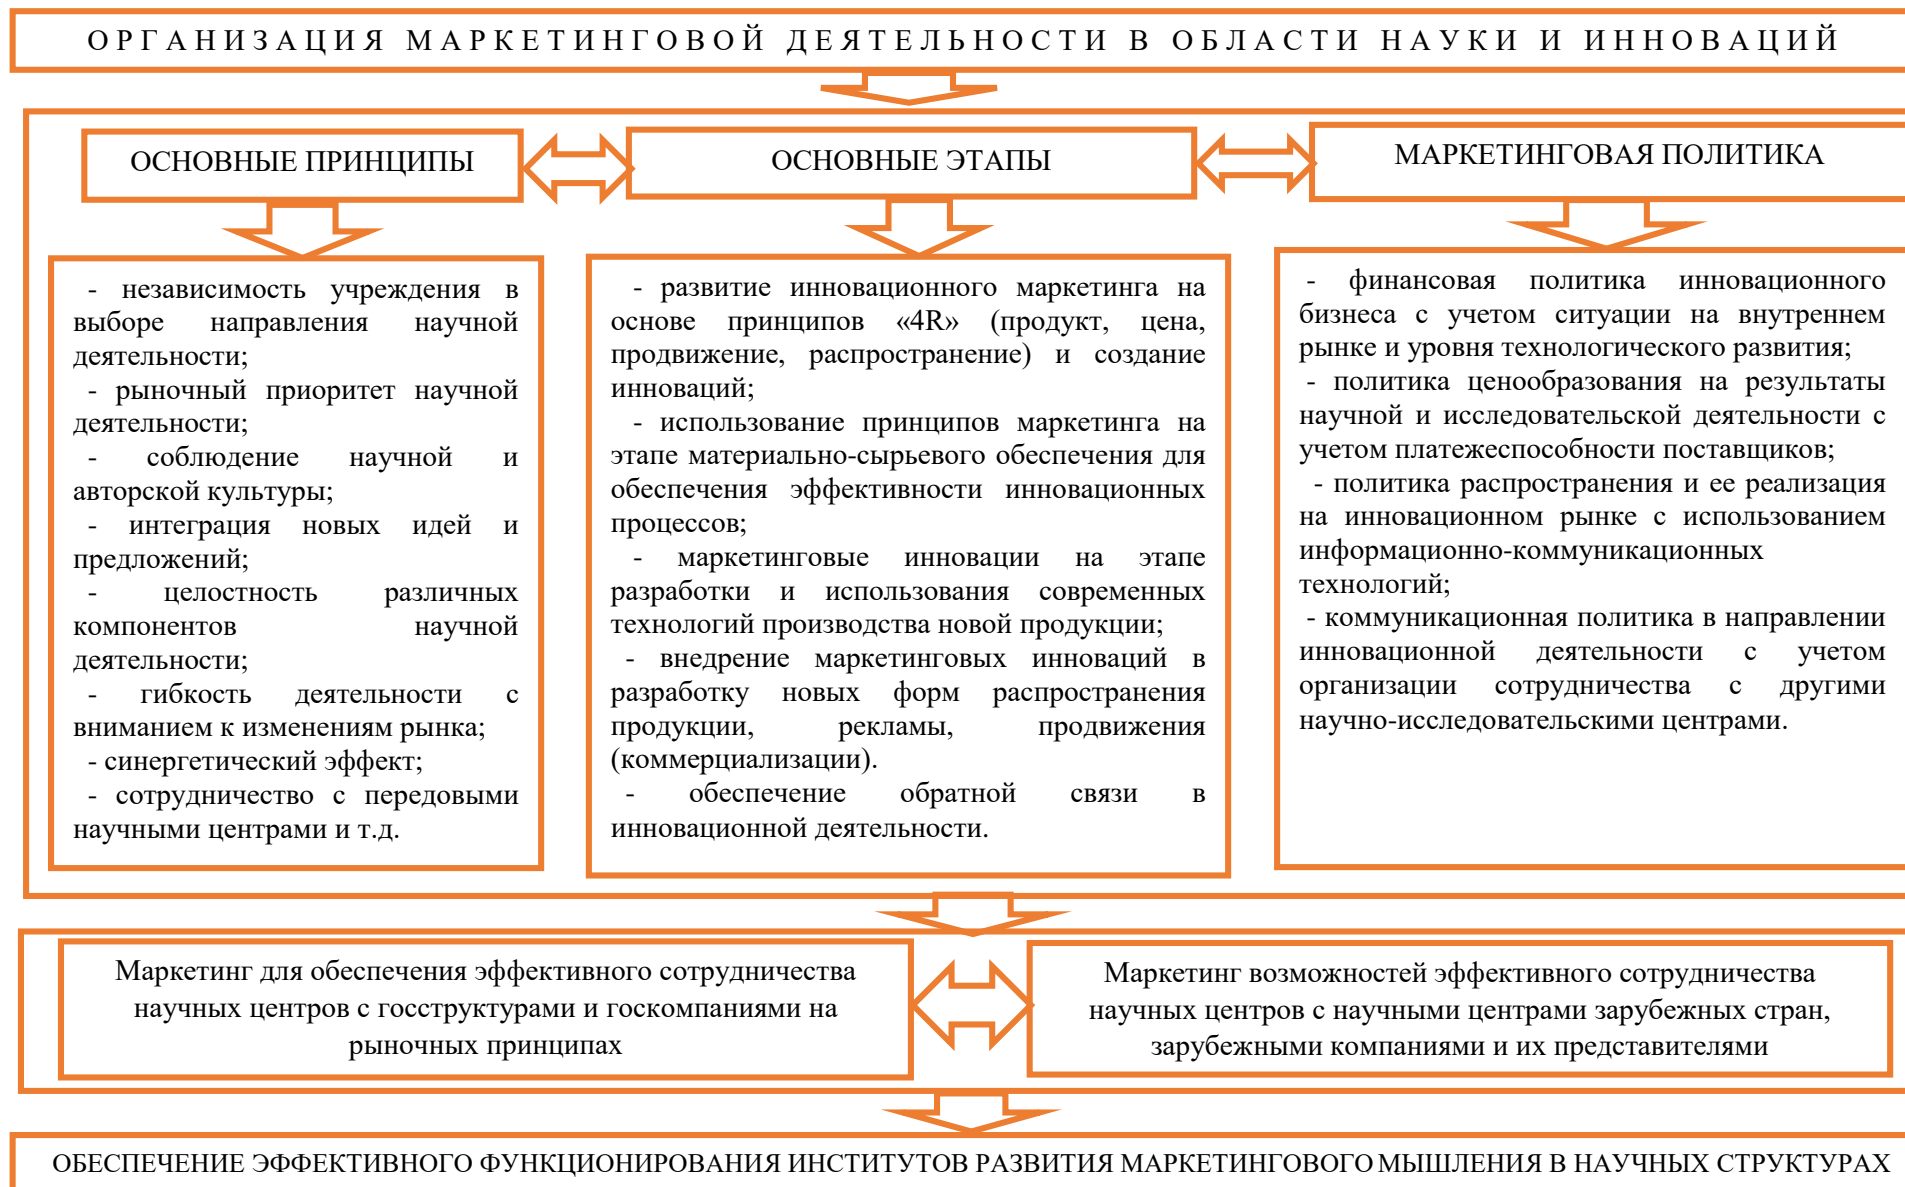 ОРГАНИЗАЦИЯ МАРКЕТИНГОВОЙ ДЕЯТЕЛЬНОСТИ В ОБЛАСТИ НАУКИ И ИННОВАЦИЙ
ОСНОВНЫЕ ПРИНЦИПЫ
ОСНОВНЫЕ ЭТАПЫ
МАРКЕТИНГОВАЯ ПОЛИТИКА
- независимость учреждения в
выборе направления научной
деятельности;
- рыночный приоритет научной
деятельности;
- соблюдение научной и
авторской культуры;
- интеграция новых идей и
предложений;
- целостность различных
компонентов научной
деятельности;
- гибкость деятельности с
вниманием к изменениям рынка;
- синергетический эффект;
- сотрудничество с передовыми
научными центрами и т.д.
- развитие инновационного маркетинга на
основе принципов «4R» (продукт, цена,
продвижение, распространение) и создание
инноваций;
- использование принципов маркетинга на
этапе материально-сырьевого обеспечения для
обеспечения эффективности инновационных
процессов;
- маркетинговые инновации на этапе
разработки и использования современных
технологий производства новой продукции;
- внедрение маркетинговых инноваций в
разработку новых форм распространения
продукции, рекламы, продвижения
(коммерциализации).
- обеспечение обратной связи в
инновационной деятельности.
- финансовая политика инновационного
бизнеса с учетом ситуации на внутреннем
рынке и уровня технологического развития;
- политика ценообразования на результаты
научной и исследовательской деятельности с
учетом платежеспособности поставщиков;
- политика распространения и ее реализация
на инновационном рынке с использованием
информационно-коммуникационных
технологий;
- коммуникационная политика в направлении
инновационной деятельности с учетом
организации сотрудничества с другими
научно-исследовательскими центрами.
Маркетинг для обеспечения эффективного сотрудничества
научных центров с госструктурами и госкомпаниями на
рыночных принципах
Маркетинг возможностей эффективного сотрудничества
научных центров с научными центрами зарубежных стран,
зарубежными компаниями и их представителями
ОБЕСПЕЧЕНИЕ ЭФФЕКТИВНОГО ФУНКЦИОНИРОВАНИЯ ИНСТИТУТОВ РАЗВИТИЯ МАРКЕТИНГОВОГО МЫШЛЕНИЯ В НАУЧНЫХ СТРУКТУРАХ